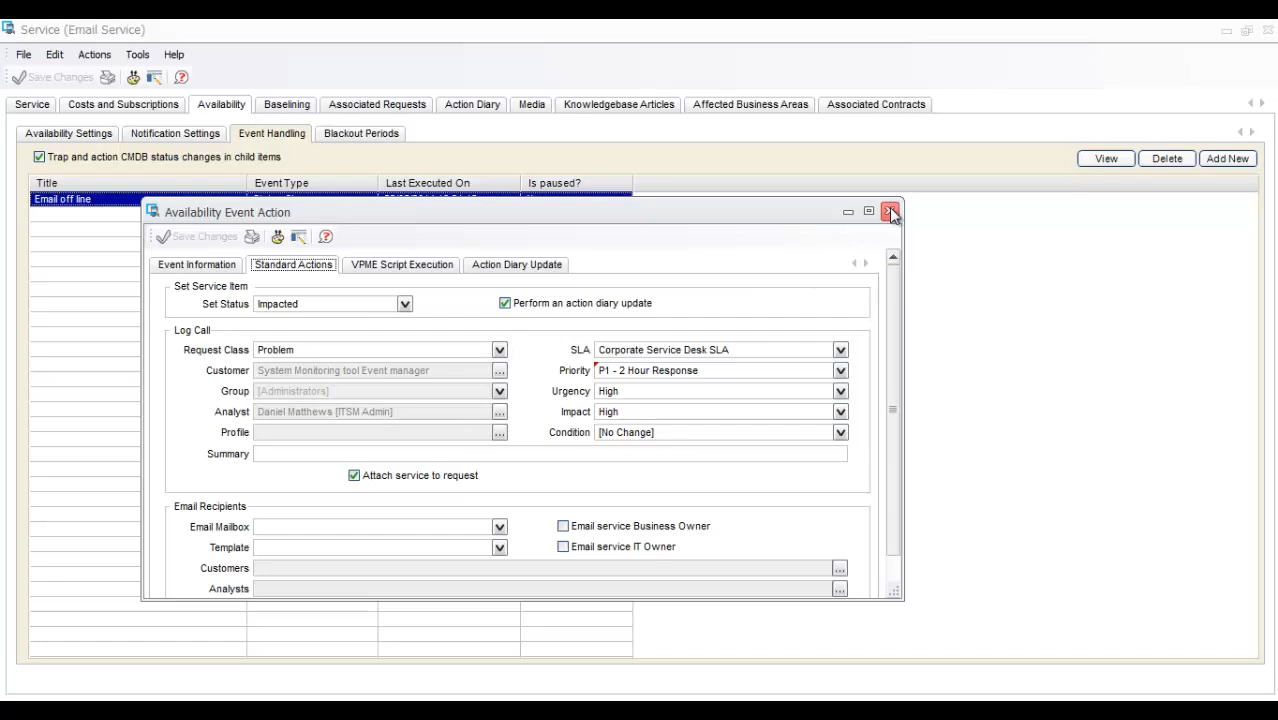 Service (Email Service)
File Edit Actions Tools Help
Save Changes
Service Costs and Subscriptions Availability Baselining Associated Requests Action Diary Media Knowledgebase Articles Affected Business Areas Associated Contracts
Availability Settings Notification Settings Event Handling Blackout Periods
Trap and action CMDB status changes in child items View Delete Add New
Title Event Type Last Executed On Is paused?
Email off line
Availability Event Action
Save Changes
Event Information Standard Actions VPME Script Execution Action Diary Update
Set Service Item
Set Status Impacted Perform an action diary update
Log Call
Request Class Problem SLA Corporate Service Desk SLA
Customer System Monitoring tool Event manager Priority P1 - 2 Hour Response
Group [Administrators] Urgency High
Analyst Daniel Matthews [ITSM Admin] Impact High
Profile Condition [No Change]
Summary
Attach service to request
Email Recipients
Email Mailbox Email service Business Owner
Template Email service IT Owner
Customers
Analysts